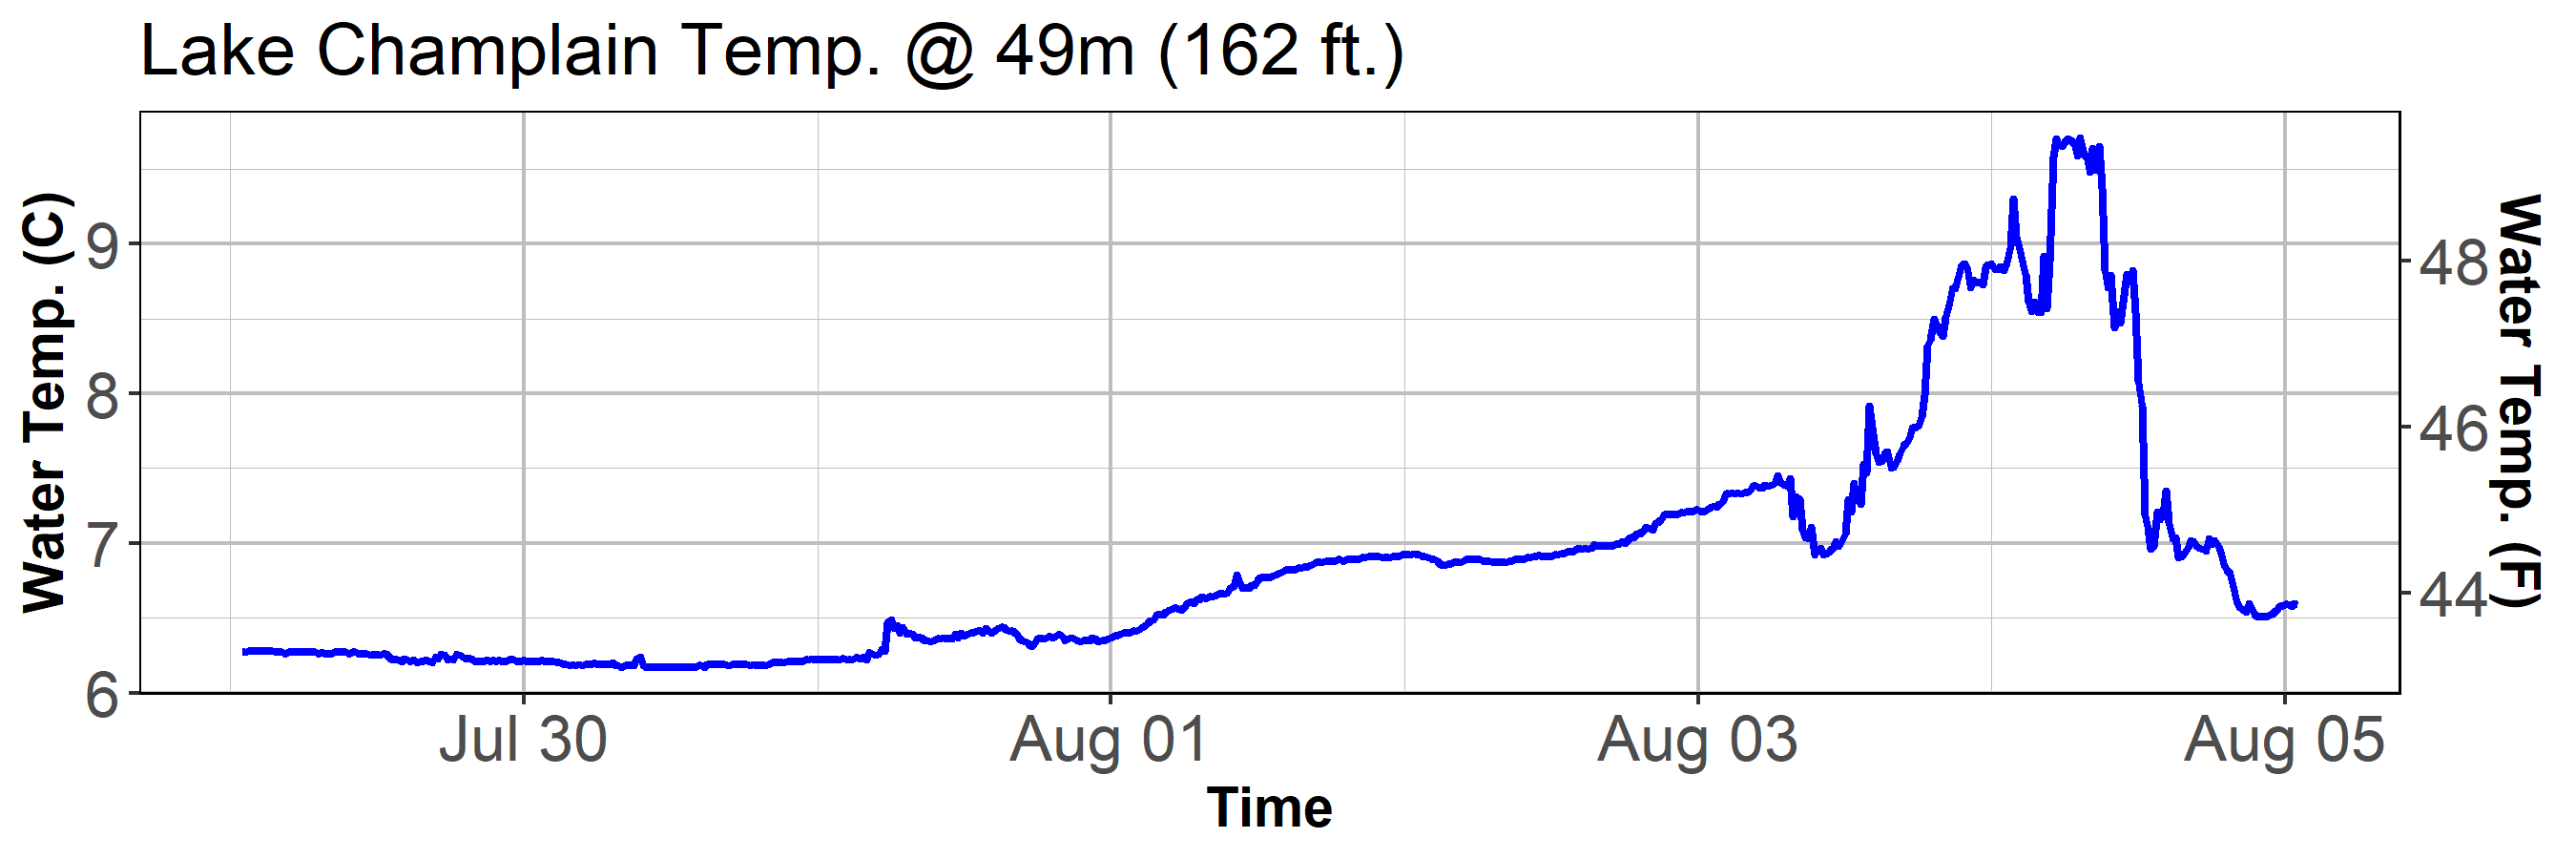 Lake Champlain Temp. @ 49m (162 ft.)
Water Temp. (C)
9
8
7
6
48
46
44
Water Temp. (F)
Jul 30
Aug 01
Aug 03
Aug 05
Time